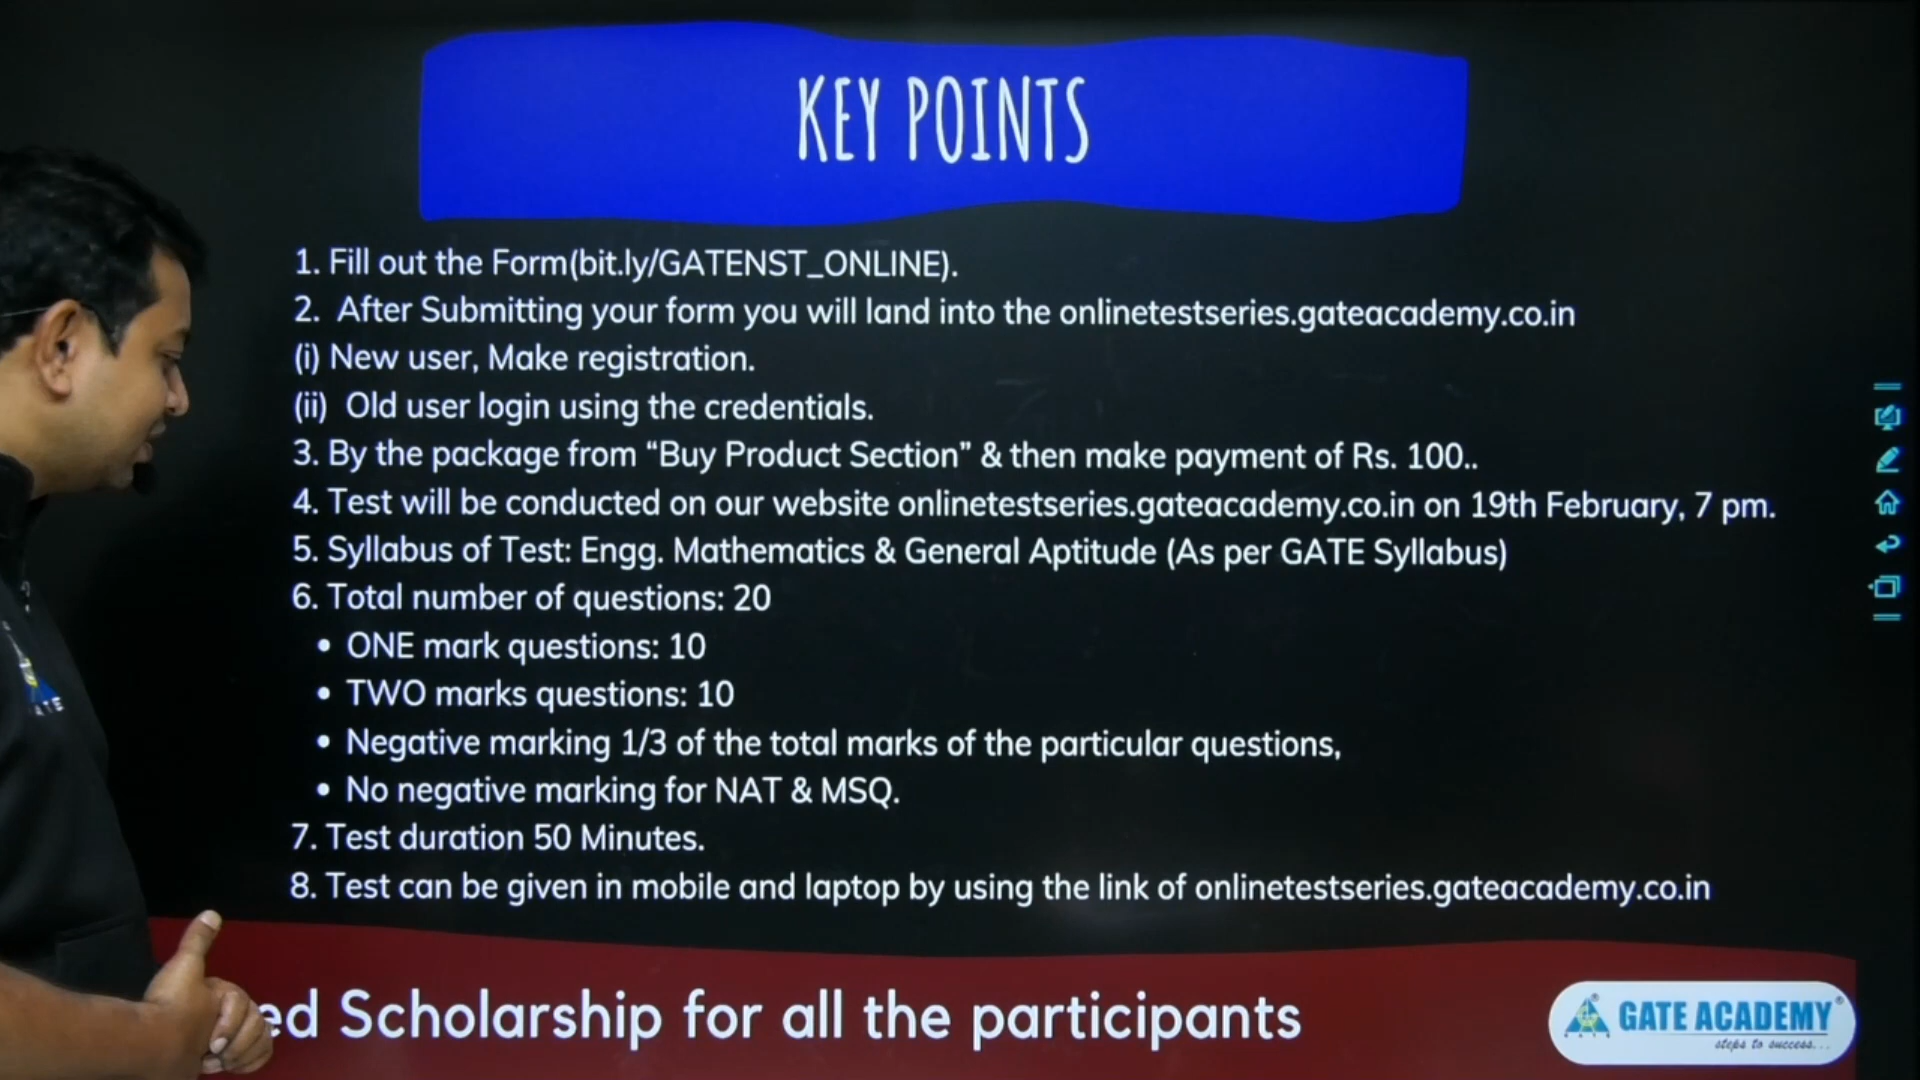 KEY POINTS
1. Fill out the Form(bit.ly/GATENST_ONLINE).
2. After Submitting your form you will land into the onlinetestseries.gateacademy.co.in
(i) New user, Make registration.
(ii) Old user login using the credentials.
3. By the package from “Buy Product Section” & then make payment of Rs. 100..
4. Test will be conducted on our website onlinetestseries.gateacademy.co.in on 19th February, 7 pm.
5. Syllabus of Test: Engg. Mathematics & General Aptitude (As per GATE Syllabus)
6. Total number of questions: 20
• ONE mark questions: 10
• TWO marks questions: 10
• Negative marking 1/3 of the total marks of the particular questions,
• No negative marking for NAT & MSQ.
7. Test duration 50 Minutes.
8. Test can be given in mobile and laptop by using the link of onlinetestseries.gateacademy.co.in
Scholarship for all the participants
GATE ACADEMY®
steps to success...